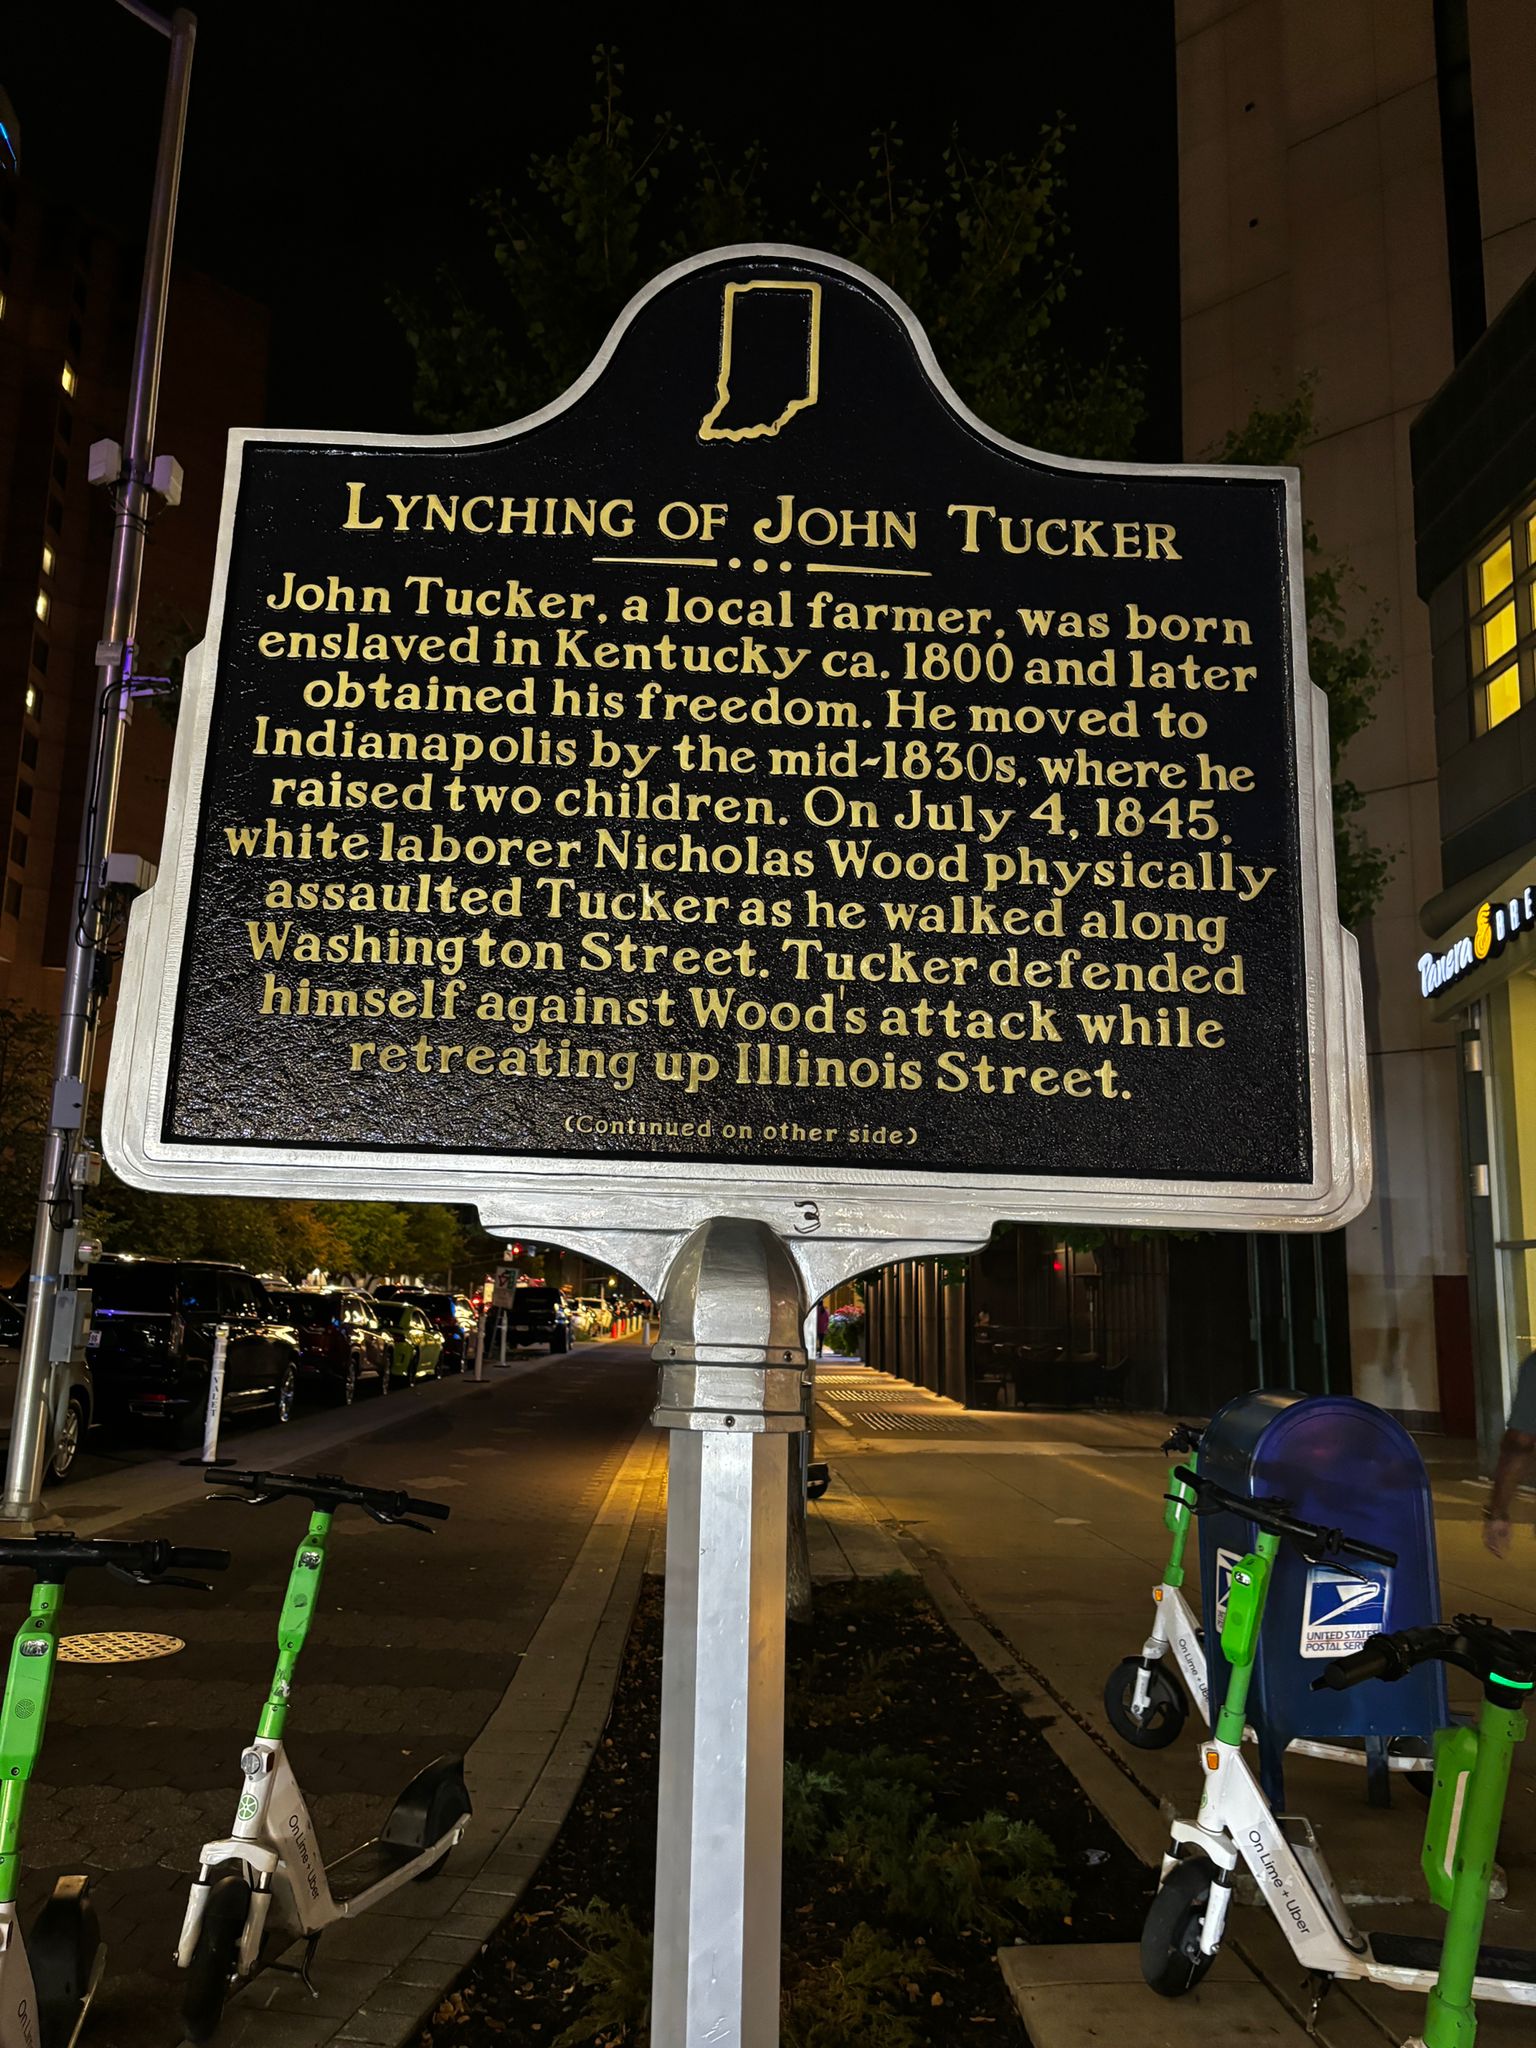 LYNCHING OF JOHN TUCKER
John Tucker, a local farmer, was born
enslaved in Kentucky ca. 1800 and later
obtained his freedom. He moved to
Indianapolis by the mid-1830s, where he
raised two children. On July 4, 1845,
white laborer Nicholas Wood physically
assaulted Tucker as he walked along
Washington Street. Tucker defended
himself against Wood's attack while
retreating up Illinois Street.
(Continued on other side)
Panera
VALET
UNITED STATES
POSTAL SERV
On Lime + Uber
On Lime + Uber
On Lime + Uber